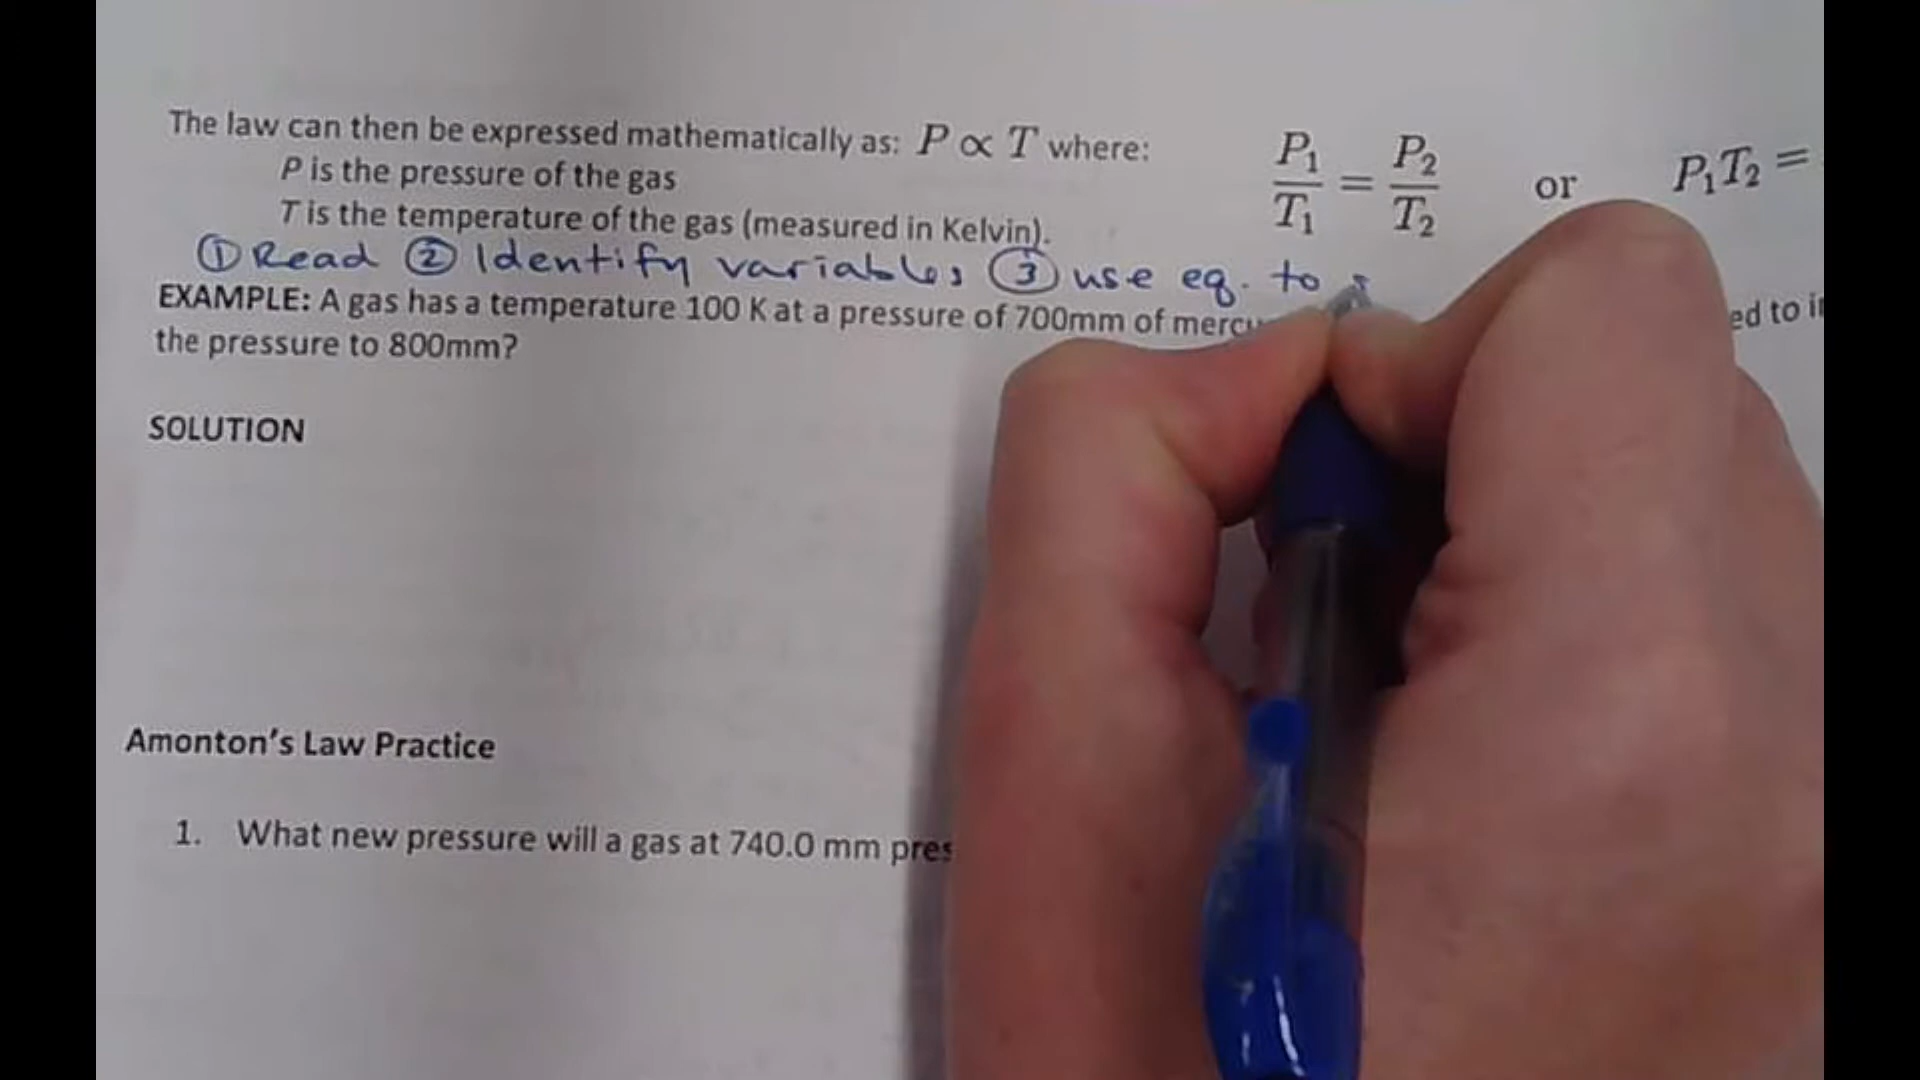 The law can then be expressed mathematically as: P ∝ T where:
P is the pressure of the gas
T is the temperature of the gas (measured in Kelvin).
P₁/T₁ = P₂/T₂ or P₁T₂ =
① Read ② Identify variables ③ use eq. to
EXAMPLE: A gas has a temperature 100 K at a pressure of 700mm of mercu ed to
the pressure to 800mm?
SOLUTION
Amonton's Law Practice
1. What new pressure will a gas at 740.0 mm pres